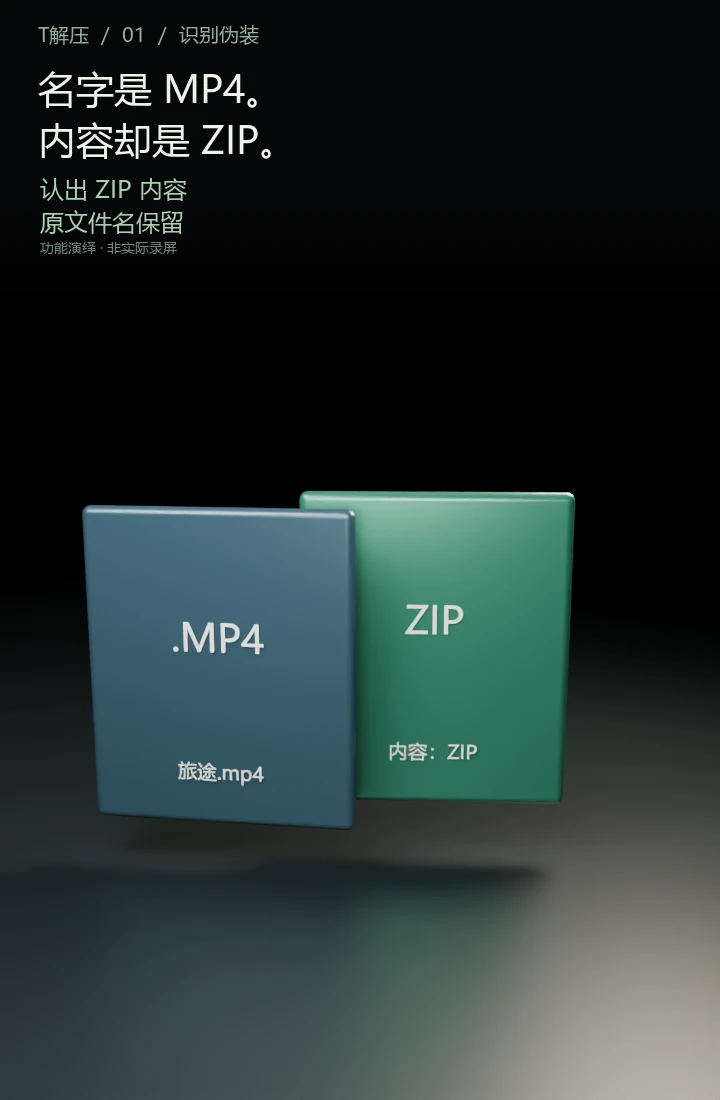 T解压 / 01 / 识别伪装
名字是 MP4。
内容却是 ZIP。
认出 ZIP 内容
原文件名保留
功能演绎 · 非实际录屏
.MP4
旅途.mp4
ZIP
内容：ZIP